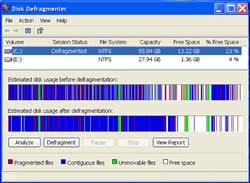 Disk Defragmenter
File Action View Help
Volume Session Status File System Capacity Free Space % Free Space
(C:) Defragmented NTFS 55.84 GB 13.22 GB 23 %
(E:) NTFS 27.94 GB 1.36 GB 4 %
Estimated disk usage before defragmentation:
Estimated disk usage after defragmentation:
Analyze Defragment Pause Stop View Report
Fragmented files Contiguous files Unmovable files Free space